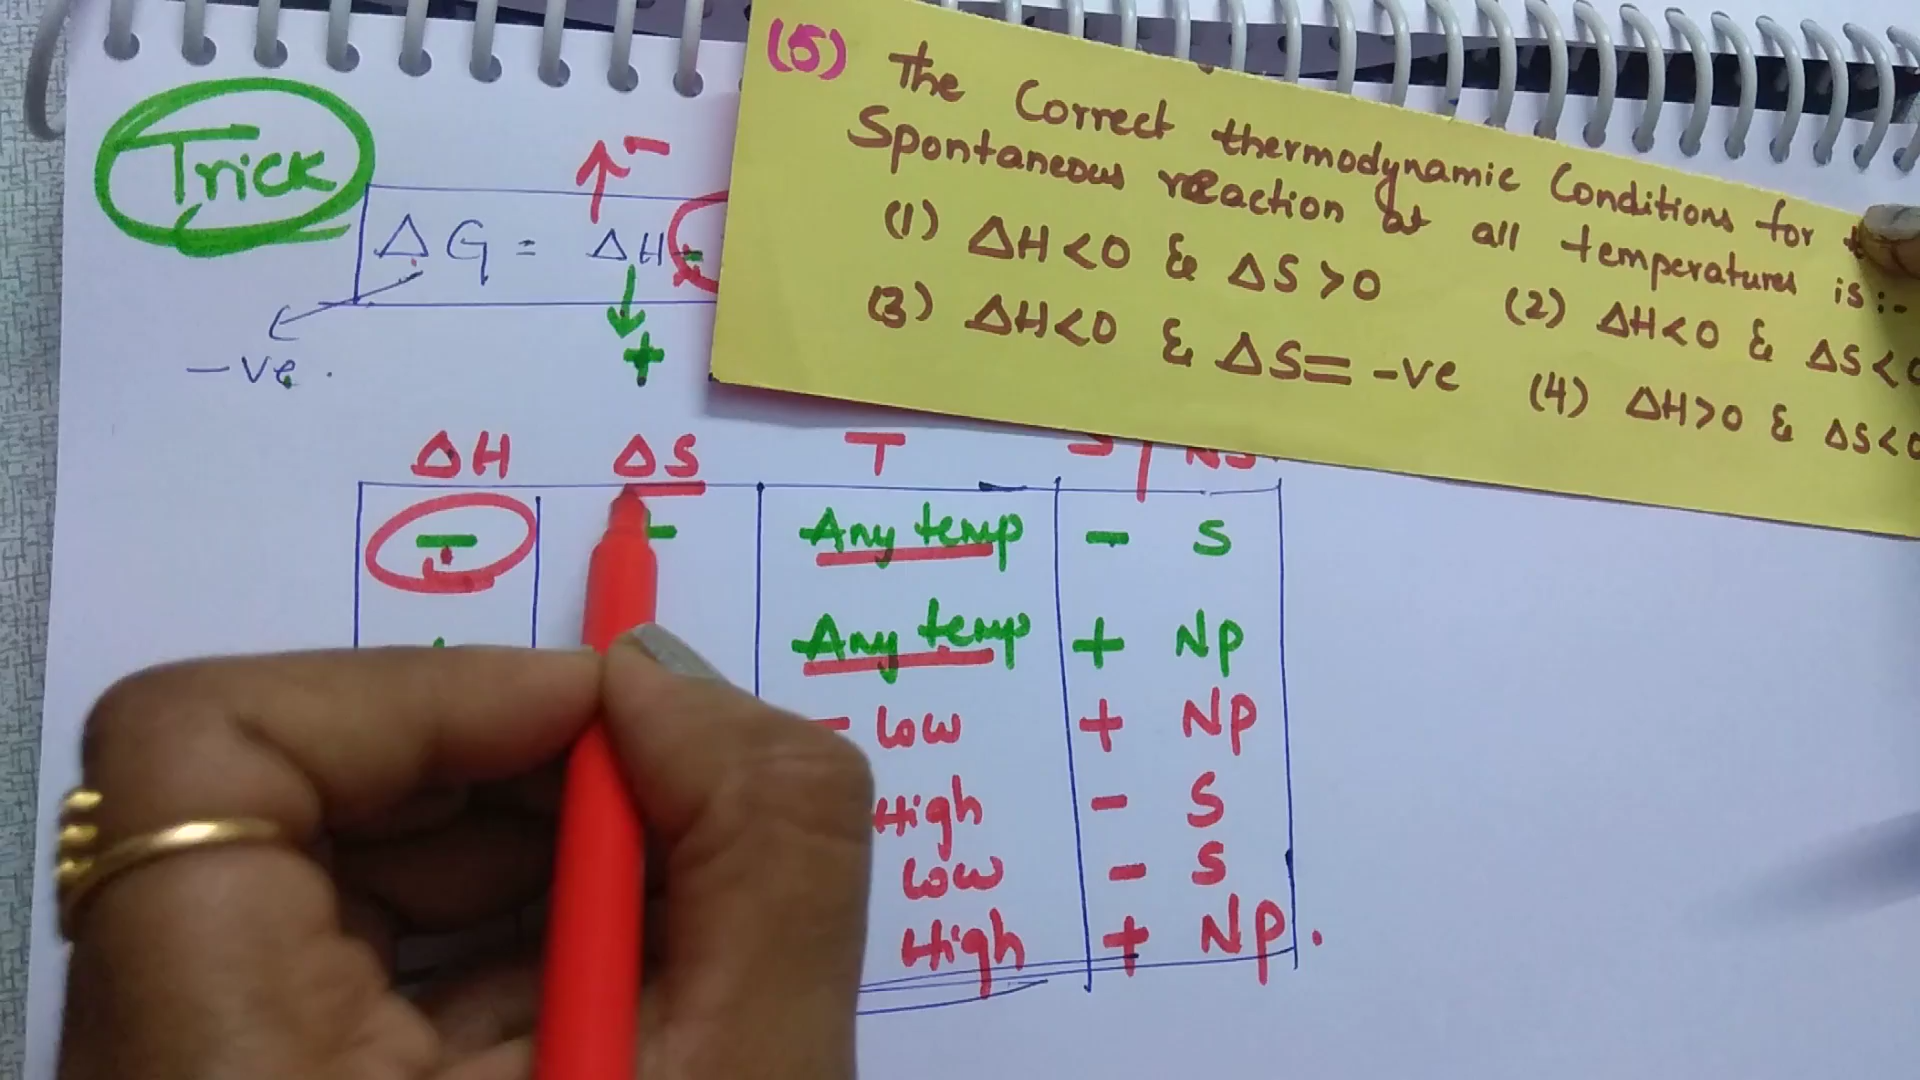 Trick
(5) The Correct thermodynamic Conditions for
Spontaneous reaction at all temperatures is:-
(1) ΔH<0 & ΔS>0
(2) ΔH<0 & ΔS<0
(3) ΔH<0 & ΔS= -ve
(4) ΔH>0 & ΔS<0
-
ΔG = ΔH-
+
-ve.
ΔH ΔS T
- Any temp - S
Any temp + NP
Low + NP
High - S
Low - S
High + NP.